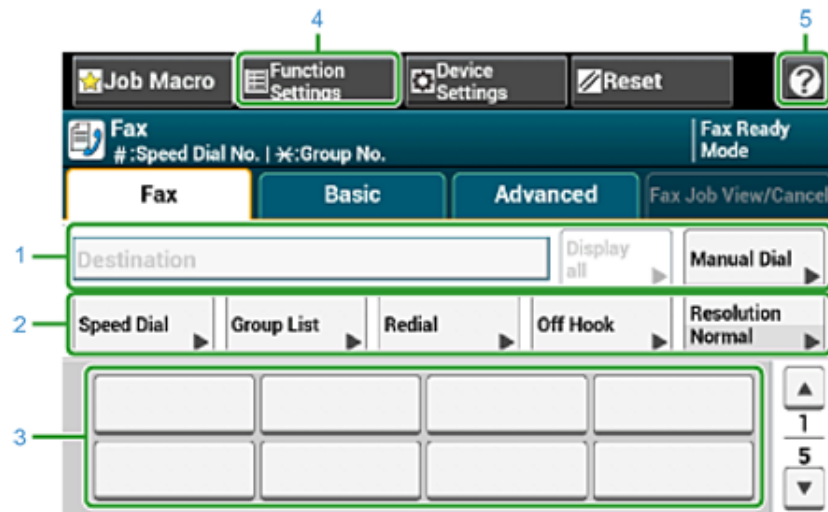 4
5
Job Macro
Function
Settings
Device
Settings
Reset
?
Fax
#:Speed Dial No. | ⚹:Group No.
Fax Ready
Mode
Fax
Basic
Advanced
Fax Job View/Cancel
1
Destination
Display
all
Manual Dial
2
Speed Dial
Group List
Redial
Off Hook
Resolution
Normal
3
1
5